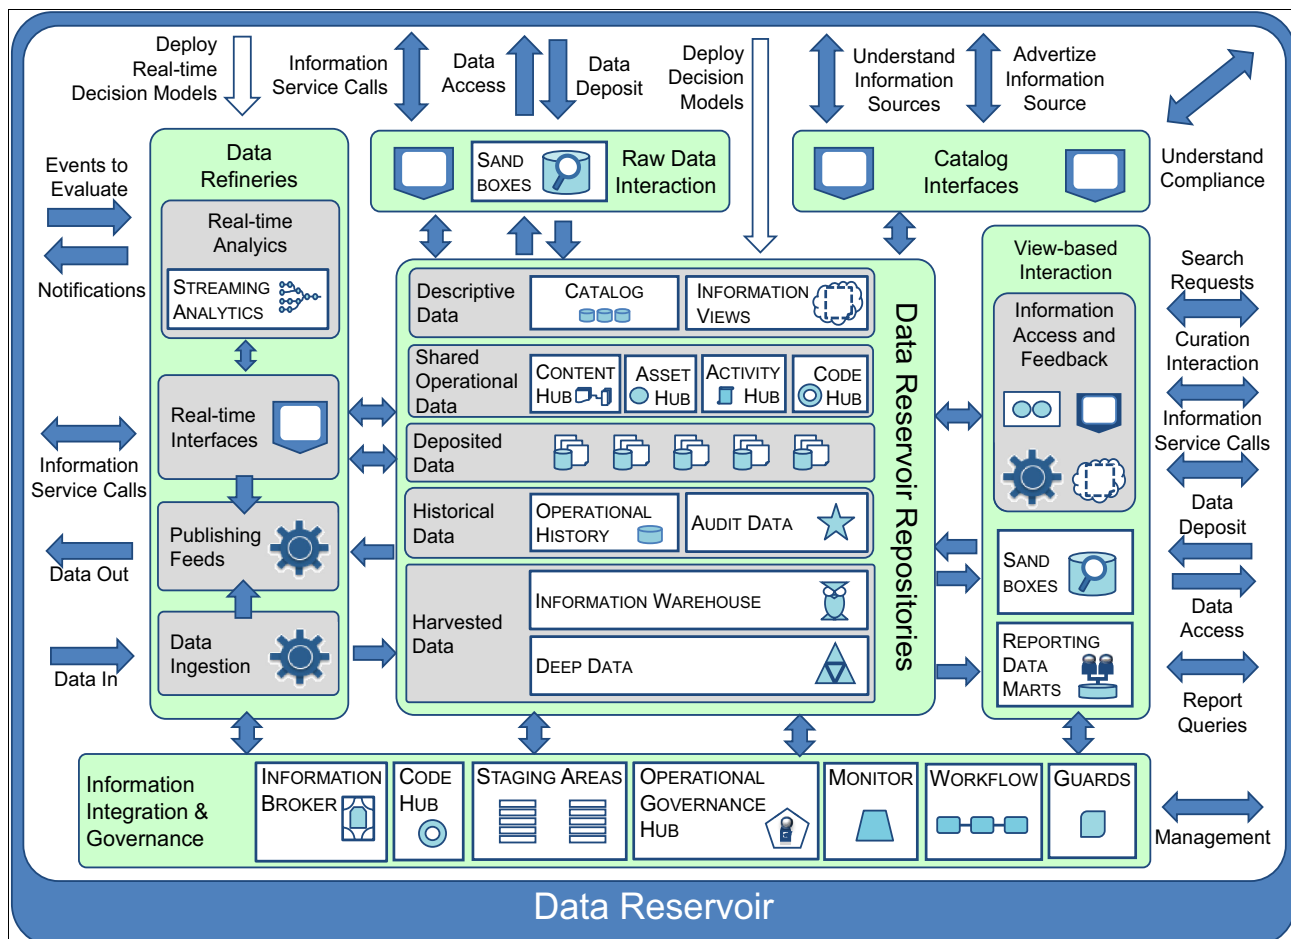 Deploy
Real-time
Decision Models
Information
Service Calls
Data
Access
Data
Deposit
Deploy
Decision
Models
Understand
Information
Sources
Advertize
Information
Source
Understand
Compliance
Events to
Evaluate
Notifications
Information
Service Calls
Data Out
Data In
Data
Refineries
Real-time
Analyics
STREAMING
ANALYTICS
Real-time
Interfaces
Publishing
Feeds
Data
Ingestion
SAND
BOXES
Raw Data
Interaction
Catalog
Interfaces
Descriptive
Data
CATALOG
INFORMATION
VIEWS
Shared
Operational
Data
CONTENT
HUB
ASSET
HUB
ACTIVITY
HUB
CODE
HUB
Deposited
Data
Historical
Data
OPERATIONAL
HISTORY
AUDIT DATA
Harvested
Data
INFORMATION WAREHOUSE
DEEP DATA
Data Reservoir Repositories
View-based
Interaction
Information
Access and
Feedback
SAND
BOXES
REPORTING
DATA
MARTS
Search
Requests
Curation
Interaction
Information
Service Calls
Data
Deposit
Data
Access
Report
Queries
Management
Information
Integration &
Governance
INFORMATION
BROKER
CODE
HUB
STAGING AREAS
OPERATIONAL
GOVERNANCE
HUB
MONITOR
WORKFLOW
GUARDS
Data Reservoir